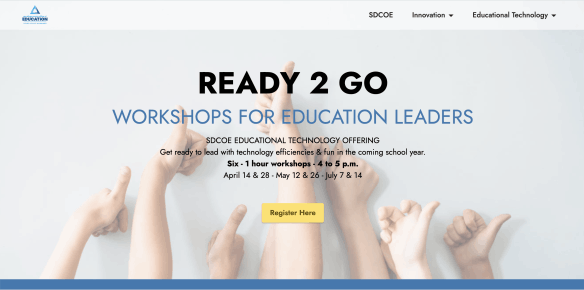 EDUCATION
SDCOE
Innovation
Educational Technology
READY 2 GO
WORKSHOPS FOR EDUCATION LEADERS
SDCOE EDUCATIONAL TECHNOLOGY OFFERING
Get ready to lead with technology efficiencies & fun in the coming school year.
Six - 1 hour workshops - 4 to 5 p.m.
April 14 & 28 - May 12 & 26 - July 7 & 14
Register Here